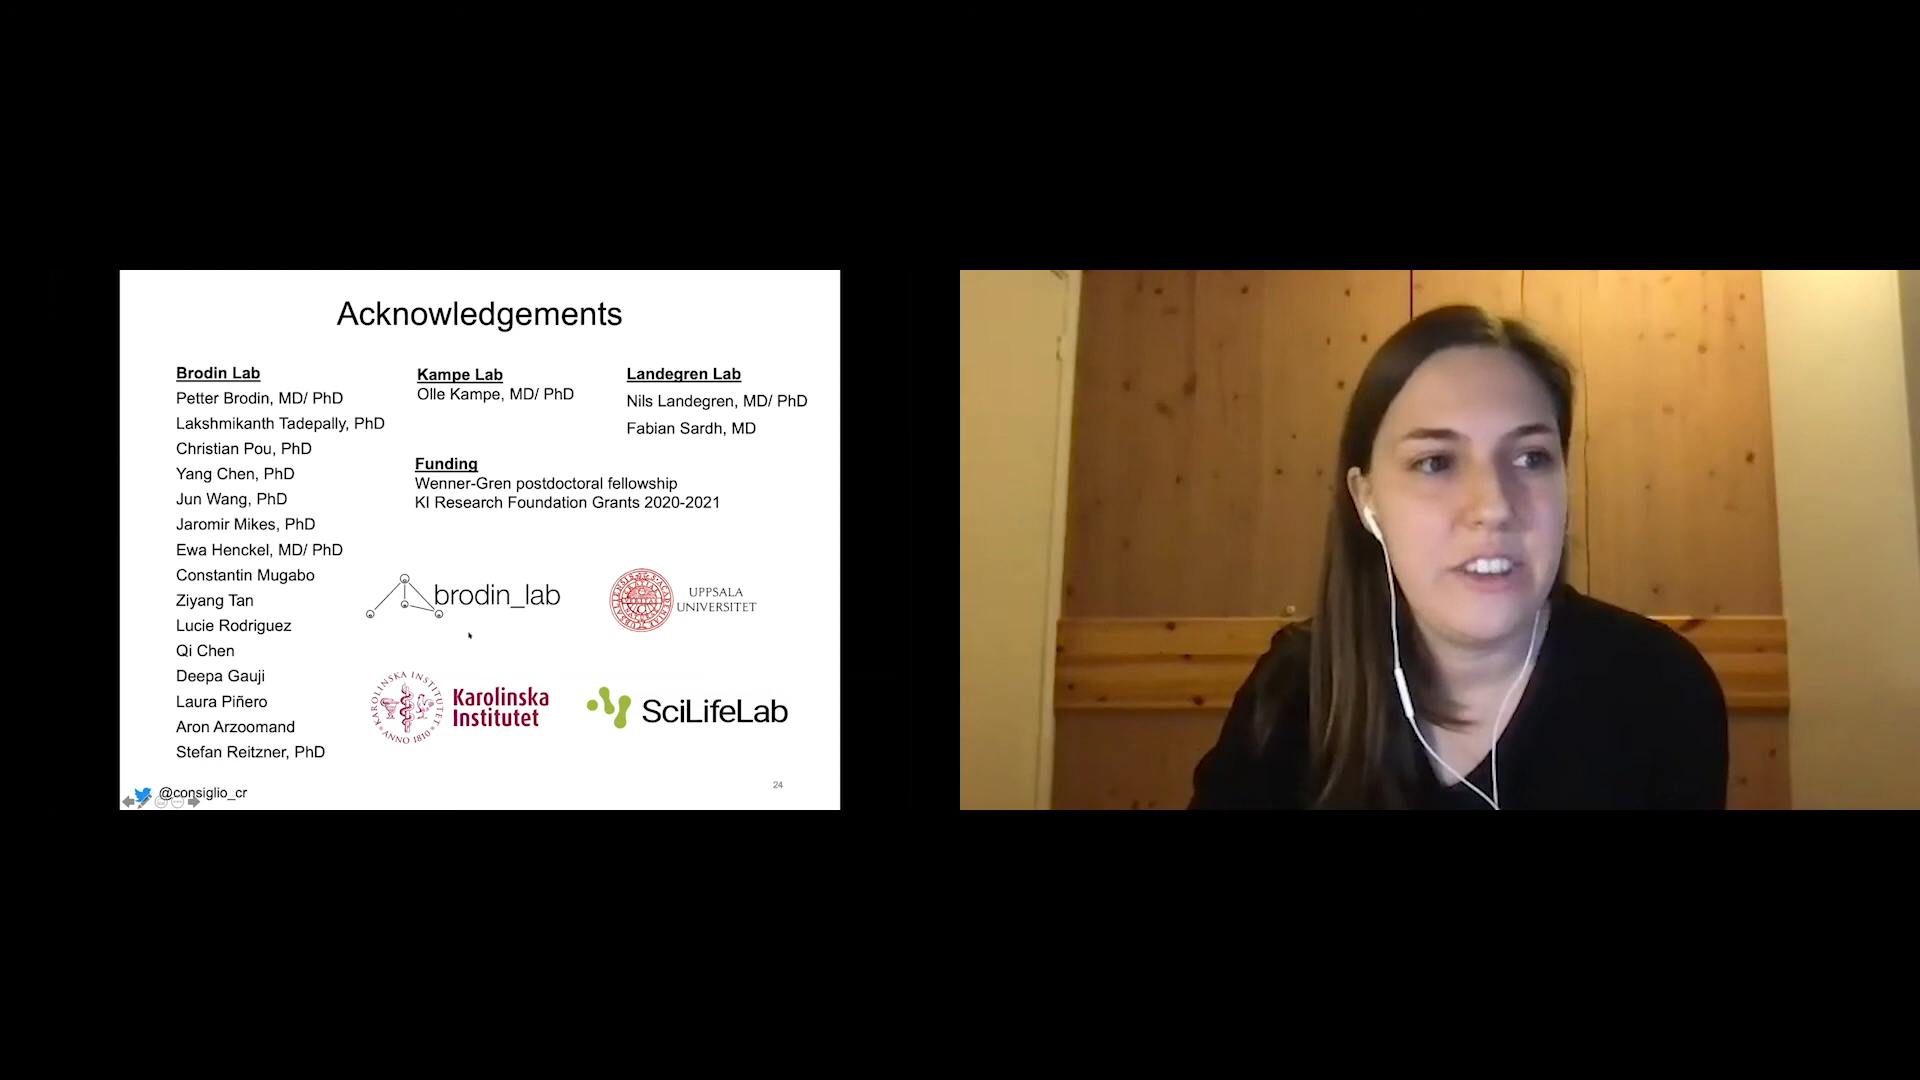 Acknowledgements
Brodin Lab
Petter Brodin, MD/ PhD
Lakshmikanth Tadepally, PhD
Christian Pou, PhD
Yang Chen, PhD
Jun Wang, PhD
Jaromir Mikes, PhD
Ewa Henckel, MD/ PhD
Constantin Mugabo
Ziyang Tan
Lucie Rodriguez
Qi Chen
Deepa Gauji
Laura Piñero
Aron Arzoomand
Stefan Reitzner, PhD
Kampe Lab
Olle Kampe, MD/ PhD
Landegren Lab
Nils Landegren, MD/ PhD
Fabian Sardh, MD
Funding
Wenner-Gren postdoctoral fellowship
KI Research Foundation Grants 2020-2021
brodin_lab
UPPSALA
UNIVERSITET
KAROLINSKA INSTITUTET
ANNO 1810
Karolinska
Institutet
SciLifeLab
@consiglio_cr
24